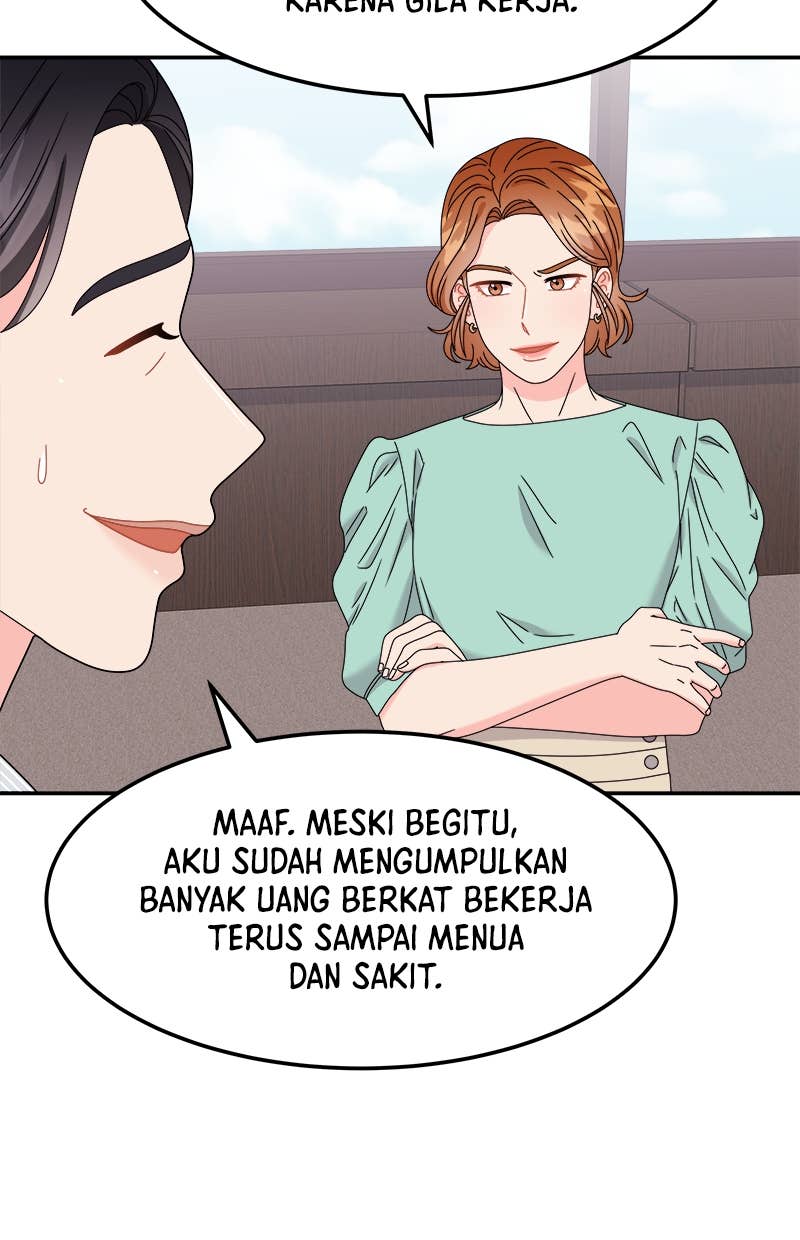 KARENA GILA KERJA.
MAAF. MESKI BEGITU,
AKU SUDAH MENGUMPULKAN
BANYAK UANG BERKAT BEKERJA
TERUS SAMPAI MENUA
DAN SAKIT.